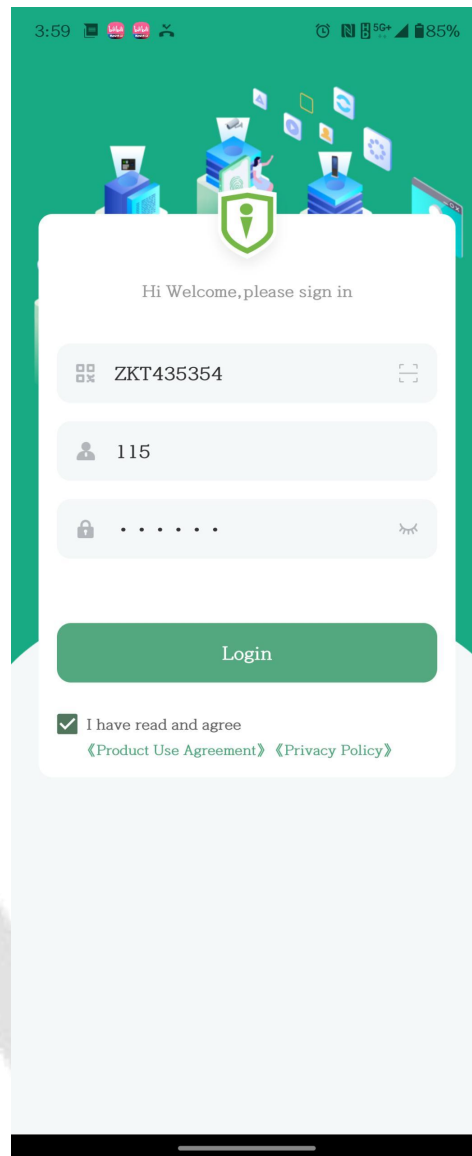 3:59
5G+
85%
Hi Welcome,please sign in
ZKT435354
115
Login
I have read and agree
《Product Use Agreement》《Privacy Policy》